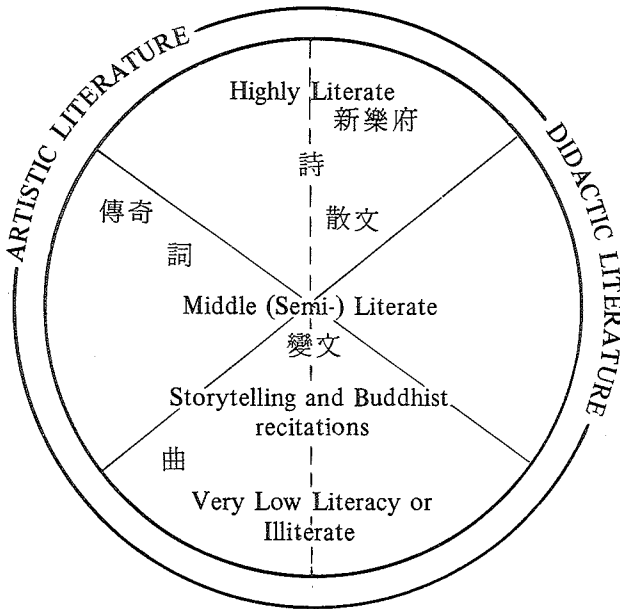 ARTISTIC LITERATURE
DIDACTIC LITERATURE
Highly Literate
新樂府
詩
傳奇
散文
詞
Middle (Semi-) Literate
變文
Storytelling and Buddhist
recitations
曲
Very Low Literacy or
Illiterate